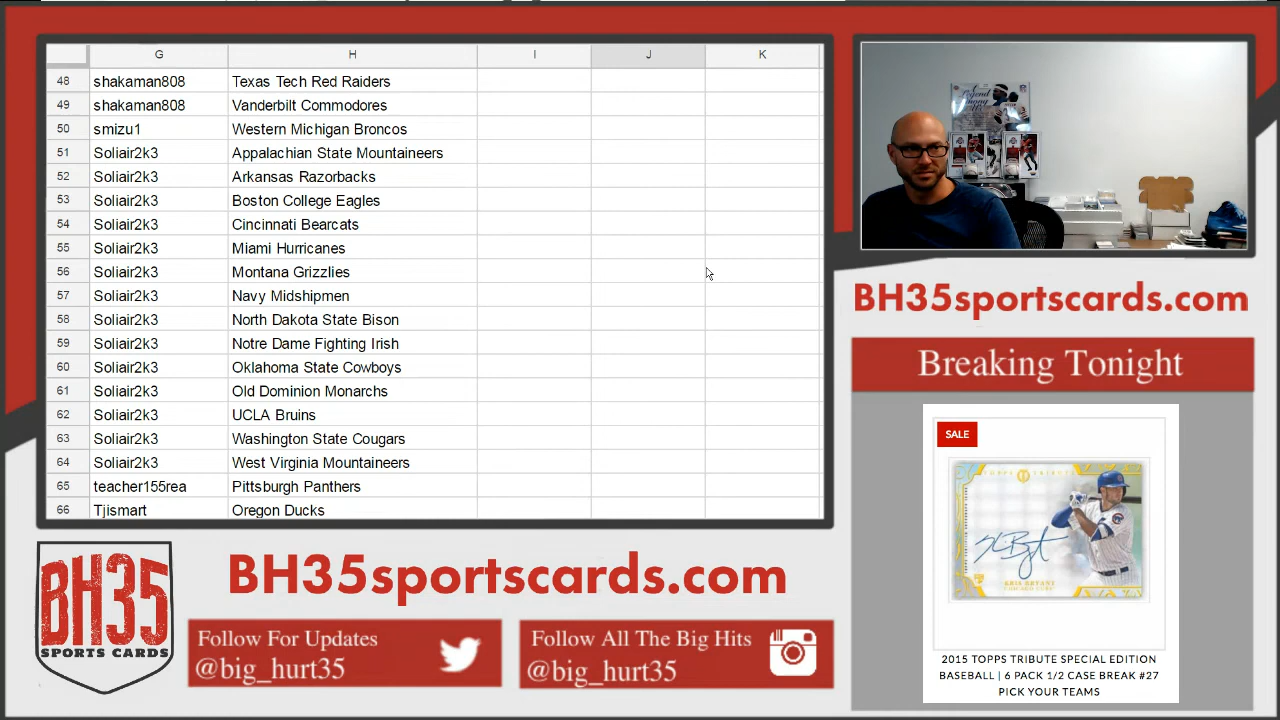 G H I J K
48 shakaman808 Texas Tech Red Raiders
49 shakaman808 Vanderbilt Commodores
50 smizu1 Western Michigan Broncos
51 Soliair2k3 Appalachian State Mountaineers
52 Soliair2k3 Arkansas Razorbacks
53 Soliair2k3 Boston College Eagles
54 Soliair2k3 Cincinnati Bearcats
55 Soliair2k3 Miami Hurricanes
56 Soliair2k3 Montana Grizzlies
57 Soliair2k3 Navy Midshipmen
58 Soliair2k3 North Dakota State Bison
59 Soliair2k3 Notre Dame Fighting Irish
60 Soliair2k3 Oklahoma State Cowboys
61 Soliair2k3 Old Dominion Monarchs
62 Soliair2k3 UCLA Bruins
63 Soliair2k3 Washington State Cougars
64 Soliair2k3 West Virginia Mountaineers
65 teacher155rea Pittsburgh Panthers
66 Tjismart Oregon Ducks
BH35sportscards.com
Breaking Tonight
SALE
TOPPS TRIBUTE
KRIS BRYANT
CHICAGO CUBS
2015 TOPPS TRIBUTE SPECIAL EDITION
BASEBALL | 6 PACK 1/2 CASE BREAK #27
PICK YOUR TEAMS
BH35
SPORTS CARDS
BH35sportscards.com
Follow For Updates
@big_hurt35
Follow All The Big Hits
@big_hurt35